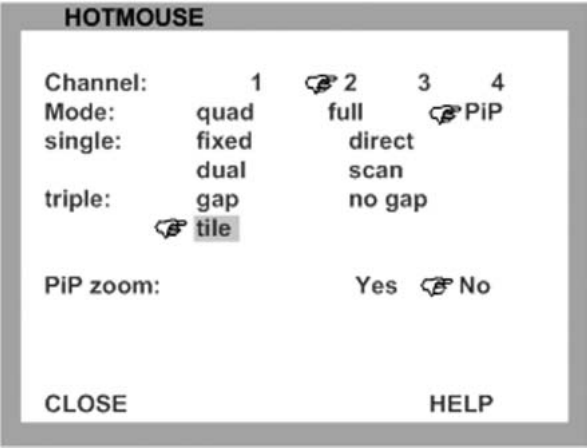 HOTMOUSE
Channel: 1 2 3 4
Mode: quad full PiP
single: fixed direct
dual scan
triple: gap no gap
tile
PiP zoom: Yes No
CLOSE HELP